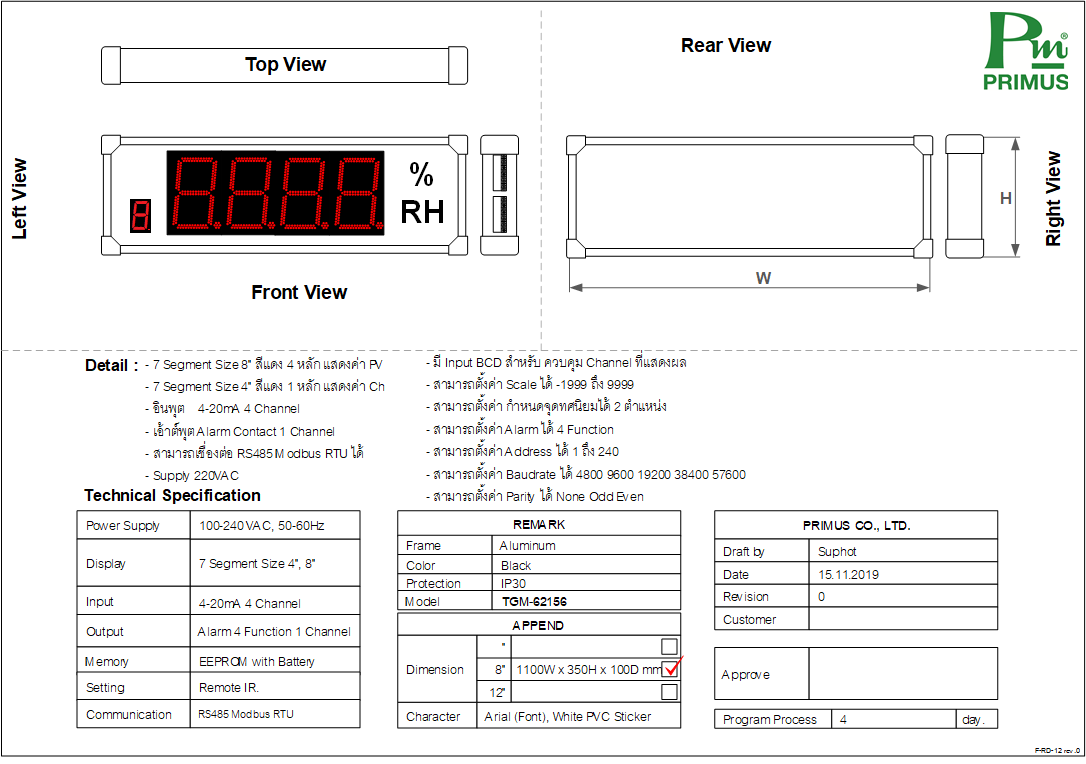 Top View
Rear View
Pm®
PRIMUS
Left View
8
8.8.8.8.
%
RH
Front View
H
W
Right View
Detail :
- 7 Segment Size 8" สีแดง 4 หลัก แสดงค่า PV
- 7 Segment Size 4" สีแดง 1 หลัก แสดงค่า Ch
- อินพุต 4-20mA 4 Channel
- เอ้าต์พุต Alarm Contact 1 Channel
- สามารถเชื่องต่อ RS485 Modbus RTU ได้
- Supply 220VAC
- มี Input BCD สำหรับ ควบคุม Channel ที่แสดงผล
- สามารถตั้งค่า Scale ได้ -1999 ถึง 9999
- สามารถตั้งค่า กำหนดจุดทศนิยมได้ 2 ตำแหน่ง
- สามารถตั้งค่า Alarm ได้ 4 Function
- สามารถตั้งค่า Address ได้ 1 ถึง 240
- สามารถตั้งค่า Baudrate ได้ 4800 9600 19200 38400 57600
- สามารถตั้งค่า Parity ได้ None Odd Even
Technical Specification
Power Supply 100-240VAC, 50-60Hz
Display 7 Segment Size 4", 8"
Input 4-20mA 4 Channel
Output Alarm 4 Function 1 Channel
Memory EEPROM with Battery
Setting Remote IR.
Communication RS485 Modbus RTU
REMARK
Frame Aluminum
Color Black
Protection IP30
Model TGM-62156
APPEND
Dimension
"
8" 1100W x 350H x 100D mm
12"
Character Arial (Font), White PVC Sticker
PRIMUS CO., LTD.
Draft by Suphot
Date 15.11.2019
Revision 0
Customer
Approve
Program Process 4 day.
F-RD-12 rev.0